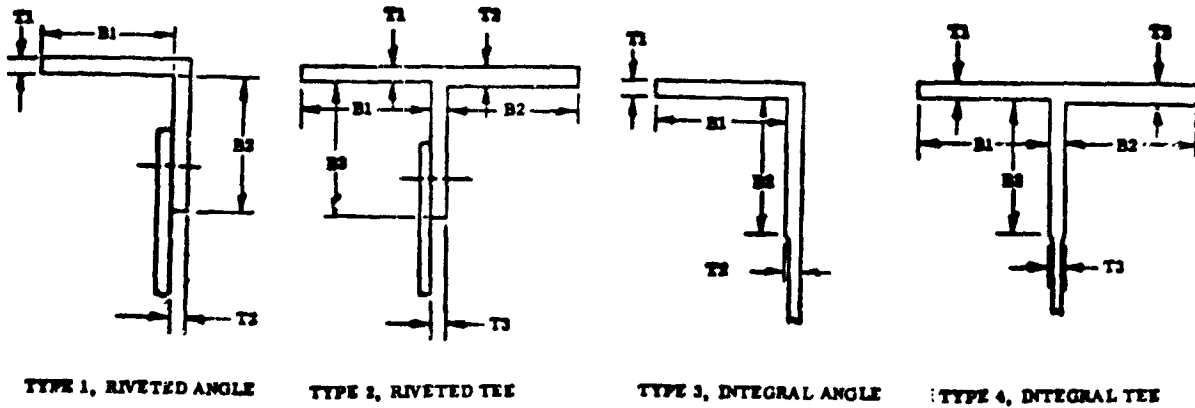 T1
B1
B2
T2
TYPE 1, RIVETED ANGLE
T1
T2
B1
B2
B3
T3
TYPE 2, RIVETED TEE
T1
B1
B2
T2
TYPE 3, INTEGRAL ANGLE
T1
T2
B1
B2
B3
T3
TYPE 4, INTEGRAL TEE